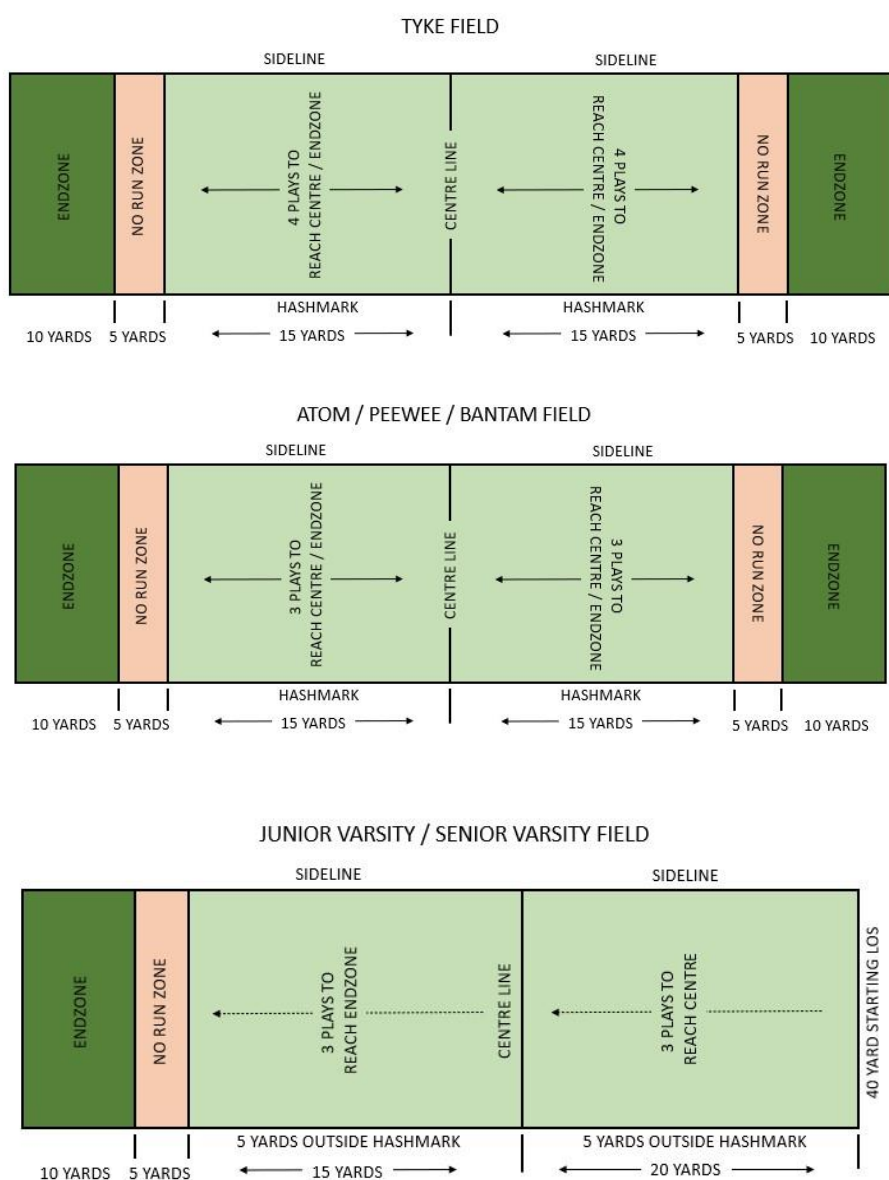 TYKE FIELD
SIDELINE
SIDELINE
ENDZONE
NO RUN ZONE
4 PLAYS TO
REACH CENTRE / ENDZONE
CENTRE LINE
4 PLAYS TO
REACH CENTRE / ENDZONE
NO RUN ZONE
ENDZONE
HASHMARK
HASHMARK
10 YARDS
5 YARDS
15 YARDS
15 YARDS
5 YARDS
10 YARDS
ATOM / PEEWEE / BANTAM FIELD
SIDELINE
SIDELINE
ENDZONE
NO RUN ZONE
3 PLAYS TO
REACH CENTRE / ENDZONE
CENTRE LINE
3 PLAYS TO
REACH CENTRE / ENDZONE
NO RUN ZONE
ENDZONE
HASHMARK
HASHMARK
10 YARDS
5 YARDS
15 YARDS
15 YARDS
5 YARDS
10 YARDS
JUNIOR VARSITY / SENIOR VARSITY FIELD
SIDELINE
SIDELINE
ENDZONE
NO RUN ZONE
3 PLAYS TO
REACH ENDZONE
CENTRE LINE
3 PLAYS TO
REACH CENTRE
40 YARD STARTING LOS
5 YARDS OUTSIDE HASHMARK
5 YARDS OUTSIDE HASHMARK
10 YARDS
5 YARDS
15 YARDS
20 YARDS